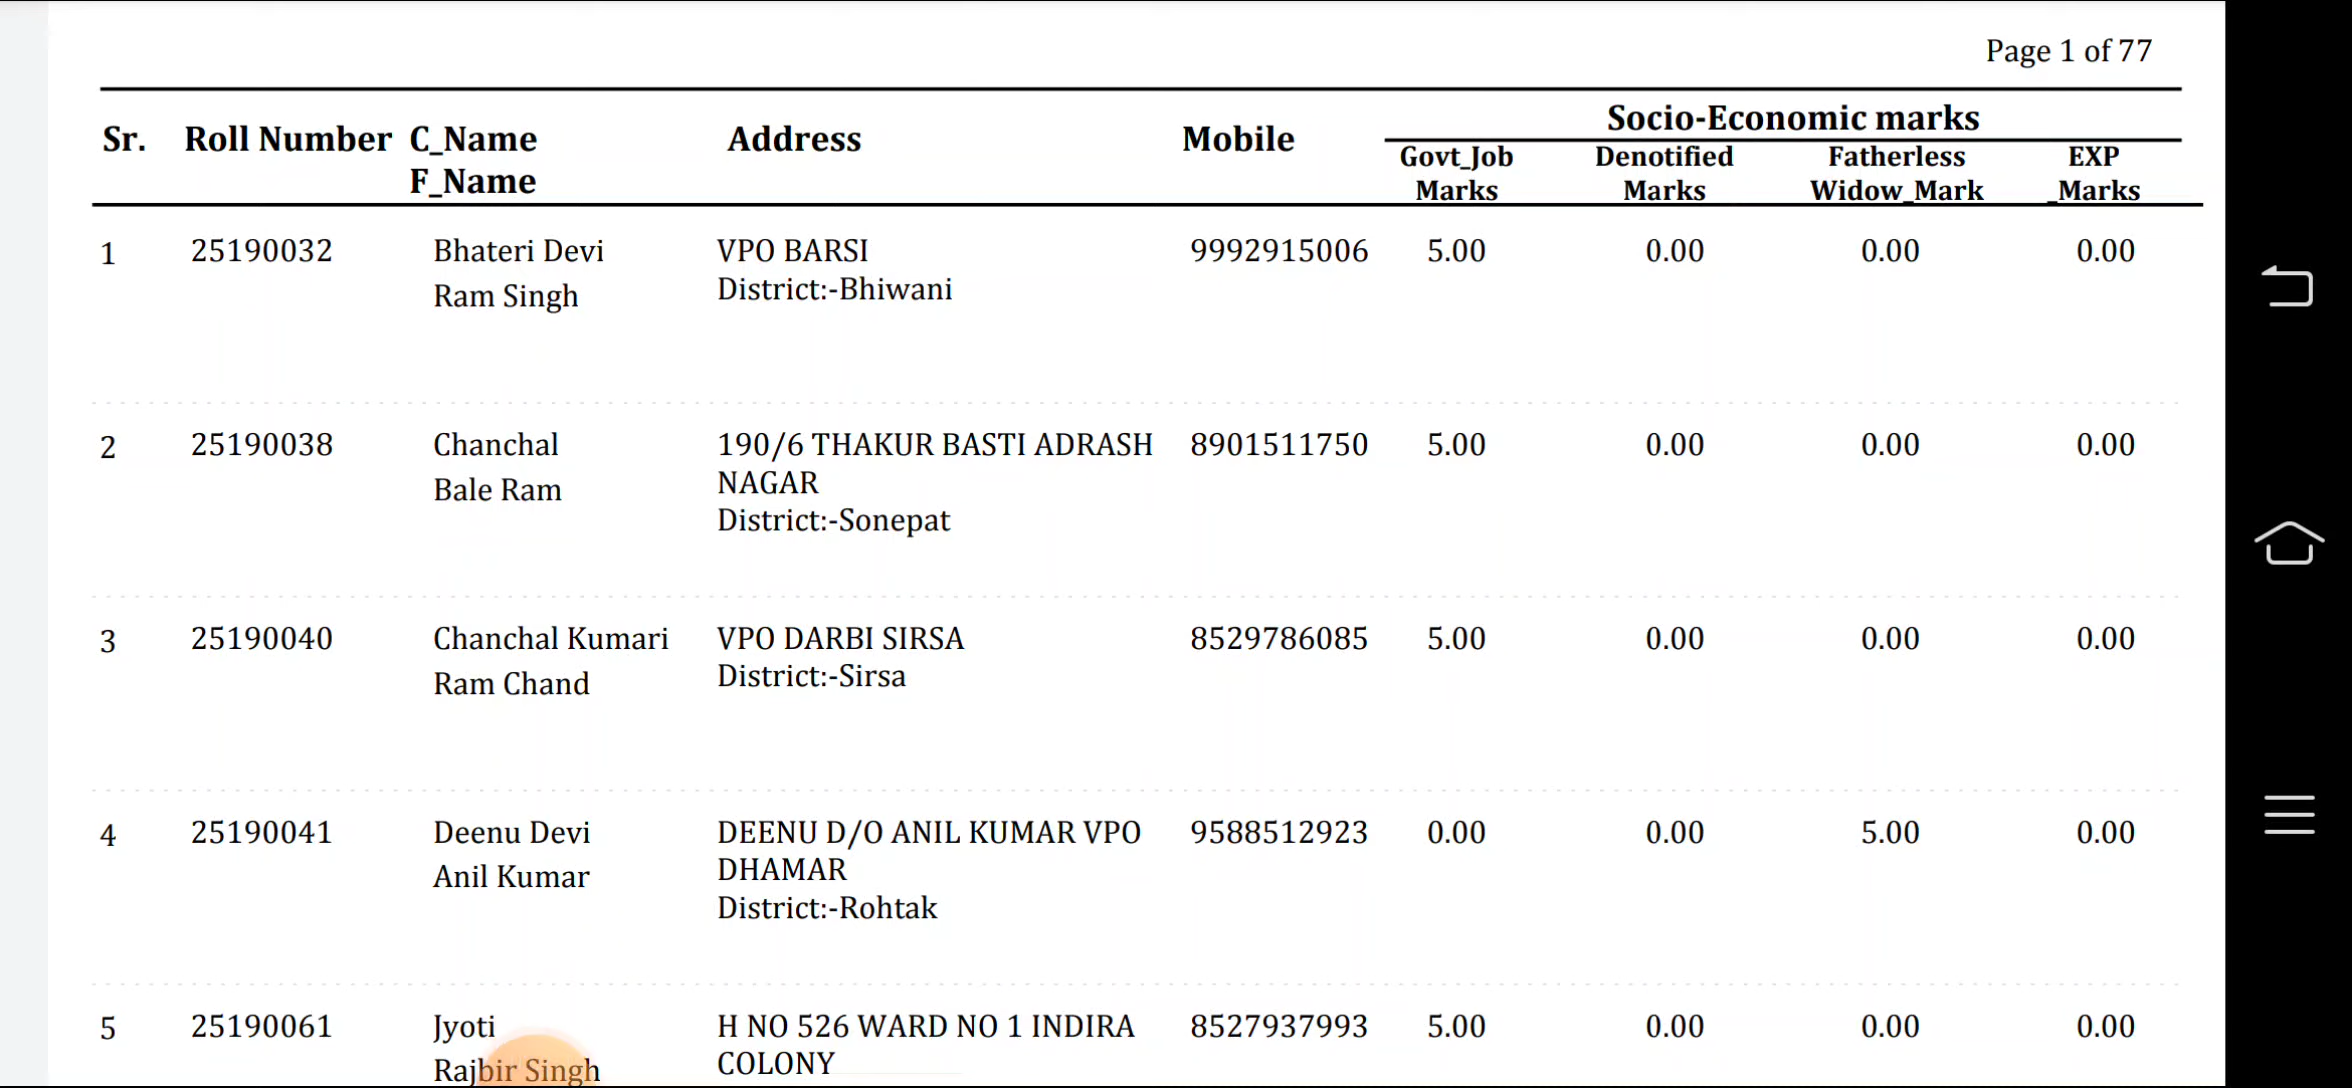 Page 1 of 77
Sr. Roll Number C_Name Address Mobile Socio-Economic marks
F_Name Govt_Job Denotified Fatherless EXP
Marks Marks Widow_Mark _Marks
1 25190032 Bhateri Devi VPO BARSI 9992915006 5.00 0.00 0.00 0.00
Ram Singh District:-Bhiwani
2 25190038 Chanchal 190/6 THAKUR BASTI ADRASH 8901511750 5.00 0.00 0.00 0.00
Bale Ram NAGAR
District:-Sonepat
3 25190040 Chanchal Kumari VPO DARBI SIRSA 8529786085 5.00 0.00 0.00 0.00
Ram Chand District:-Sirsa
4 25190041 Deenu Devi DEENU D/O ANIL KUMAR VPO 9588512923 0.00 0.00 5.00 0.00
Anil Kumar DHAMAR
District:-Rohtak
5 25190061 Jyoti H NO 526 WARD NO 1 INDIRA 8527937993 5.00 0.00 0.00 0.00
Rajbir Singh COLONY